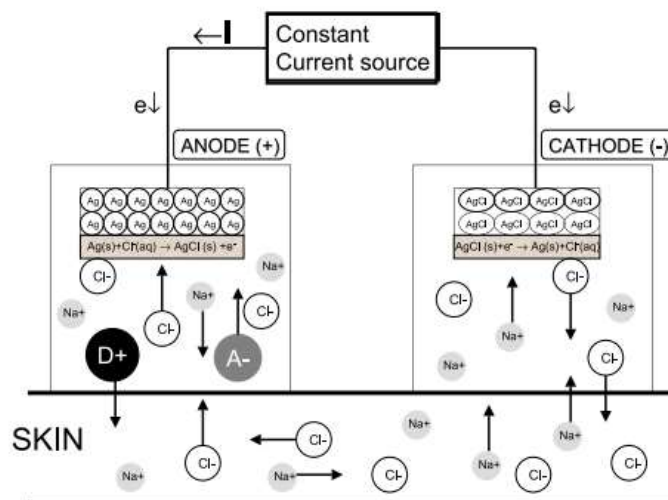 Constant
Current source
←I
e↓
e↓
ANODE (+)
CATHODE (-)
Ag Ag Ag Ag Ag Ag Ag
Ag Ag Ag Ag Ag Ag Ag
Ag(s)+Cl-(aq) → AgCl (s) +e-
AgCl AgCl AgCl AgCl
AgCl AgCl AgCl AgCl
AgCl (s)+e- → Ag(s)+Cl-(aq)
Cl-
Na+
Na+
Na+
Cl-
Cl-
D+
A-
Cl-
Cl-
Na+
Na+
Cl-
Na+
SKIN
Cl-
Na+
Cl-
Na+
Na+
Cl-
Na+
Cl-
Na+
Cl-